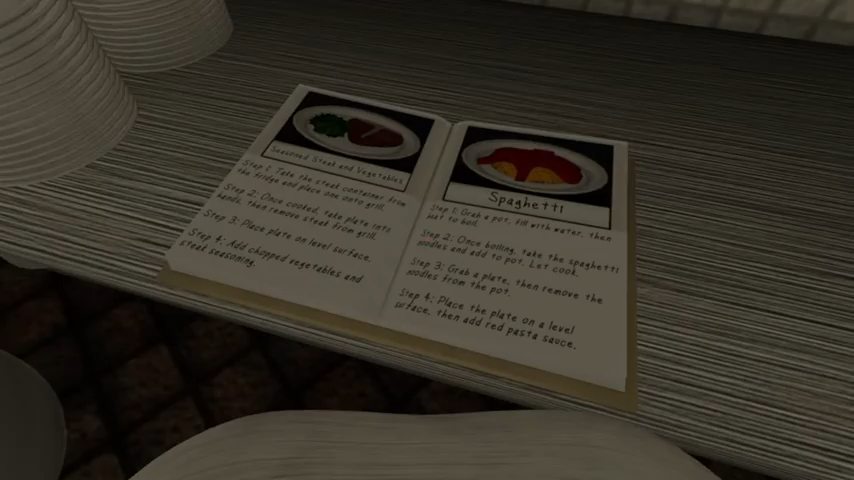 Seasoned Steak and Vegetables
Step 1: Take the steak container from
the fridge and place one onto grill.
Step 2: Once cooked, take plate into
hands, then remove steak from grill.
Step 3: Place plate on level surface.
Step 4: Add chopped vegetables and
steak seasoning.
Spaghetti
Step 1: Grab a pot, fill with water, then
put to boil.
Step 2: Once boiling, take the spaghetti
nodles and add to pot. Let cook.
Step 3: Grab a plate, then remove the
nodles from the pot.
Step 4: Place the plate on a level
surface, then add red pasta sauce.